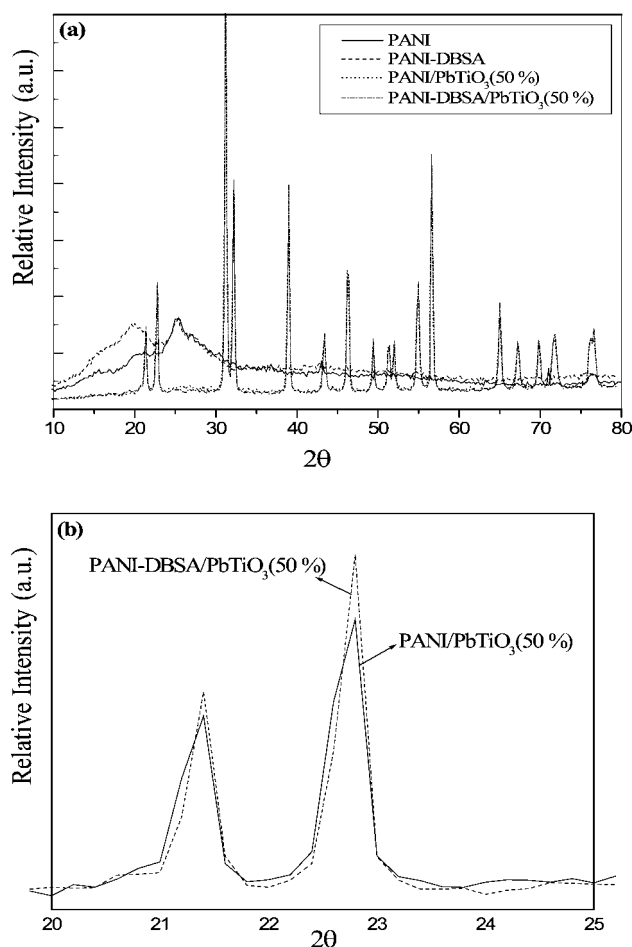 (a)
PANI
PANI-DBSA
PANI/PbTiO₃(50 %)
PANI-DBSA/PbTiO₃(50 %)
Relative Intensity (a.u.)
10 20 30 40 50 60 70 80
2θ
(b)
PANI-DBSA/PbTiO₃(50 %)
PANI/PbTiO₃(50 %)
Relative Intensity (a.u.)
20 21 22 23 24 25
2θ